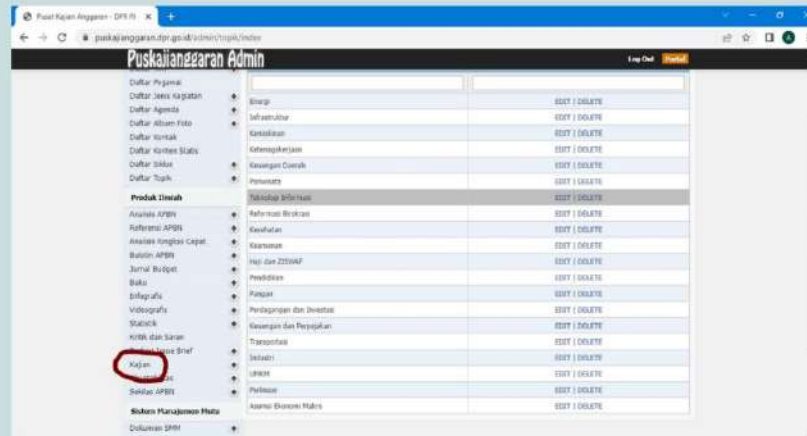 Pusat Kajian Anggaran - DPR RI
puskajianggaran.dpr.go.id/admin/topik/index
Puskajianggaran Admin
Log Out Portal
Daftar Pegawai
Daftar Jenis Kegiatan
Daftar Agenda
Daftar Album Foto
Daftar Kontak
Daftar Konten Statis
Daftar Siklus
Daftar Topik
Produk Ilmiah
Analisis APBN
Referensi APBN
Analisis Ringkas Cepat
Buletin APBN
Jurnal Budget
Buku
Infografis
Videografis
Statistik
Kritik dan Saran
Issue Brief
Kajian
Sekilas APBN
Sistem Manajemen Mutu
Dokumen SMM
Energi EDIT | DELETE
Infrastruktur EDIT | DELETE
Kemiskinan EDIT | DELETE
Ketenagakerjaan EDIT | DELETE
Keuangan Daerah EDIT | DELETE
Pariwisata EDIT | DELETE
Teknologi Informasi EDIT | DELETE
Reformasi Birokrasi EDIT | DELETE
Kesehatan EDIT | DELETE
Keamanan EDIT | DELETE
Haji dan ZISWAF EDIT | DELETE
Pendidikan EDIT | DELETE
Pangan EDIT | DELETE
Perdagangan dan Investasi EDIT | DELETE
Keuangan dan Perpajakan EDIT | DELETE
Transportasi EDIT | DELETE
Industri EDIT | DELETE
UMKM EDIT | DELETE
Perlinsos EDIT | DELETE
Asumsi Ekonomi Makro EDIT | DELETE